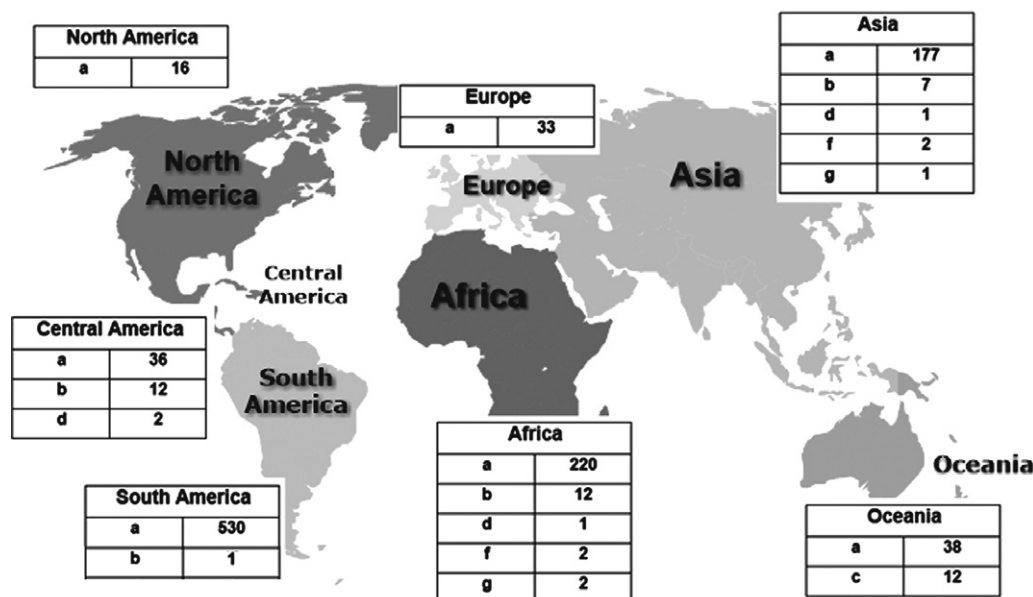 North America
a 16
Europe
a 33
Asia
a 177
b 7
d 1
f 2
g 1
North
America
Europe
Asia
Central
America
Africa
Central America
a 36
b 12
d 2
South
America
Africa
a 220
b 12
d 1
f 2
g 2
Oceania
South America
a 530
b 1
Oceania
a 38
c 12